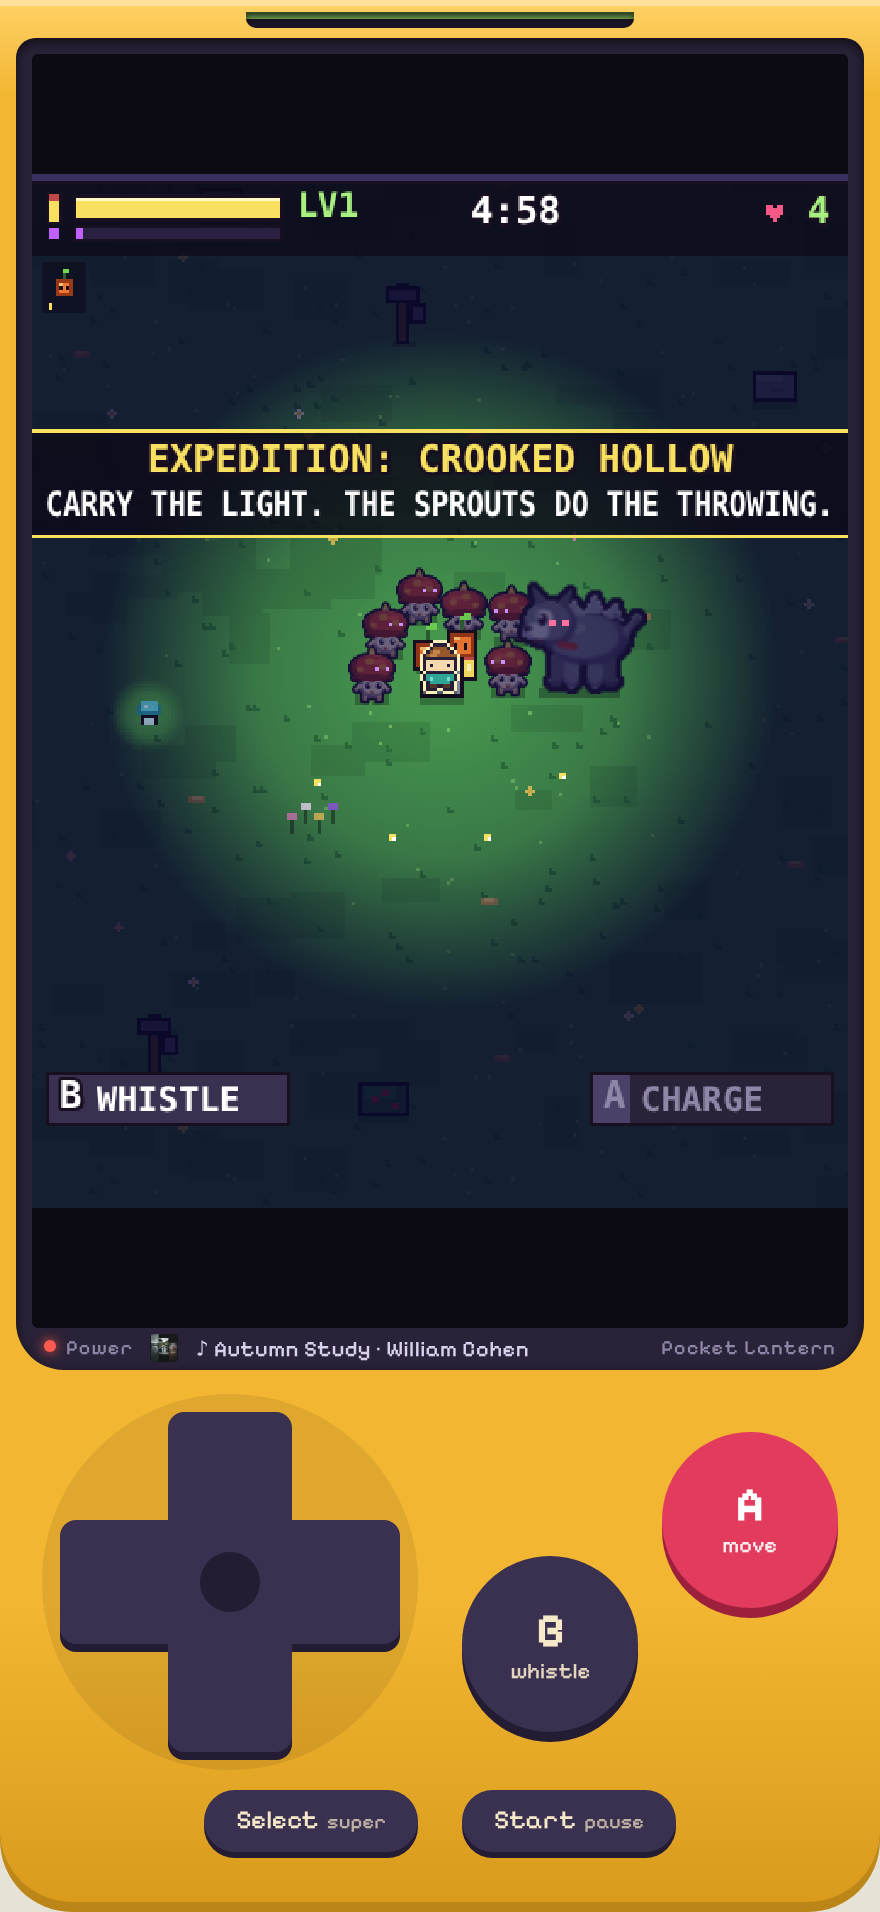 LV1
4:58
4
EXPEDITION: CROOKED HOLLOW
CARRY THE LIGHT. THE SPROUTS DO THE THROWING.
B WHISTLE
A CHARGE
Power
♪ Autumn Study · William Cohen
Pocket Lantern
A
move
B
whistle
Select super
Start pause